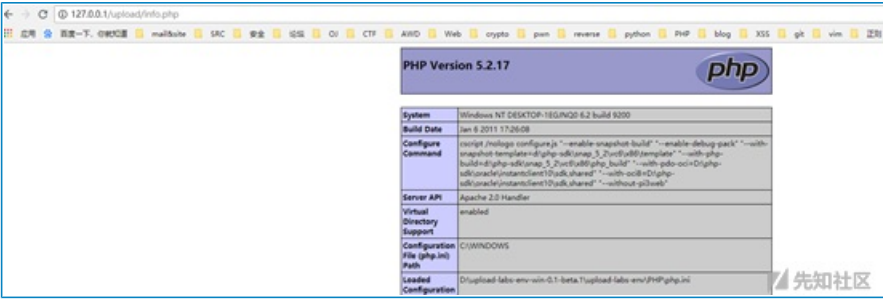 127.0.0.1/upload/info.php
应用 百度一下，你就知道 mail&site SRC 安全 论坛 OJ CTF AWD Web crypto pwn reverse python PHP blog XSS git vim 正则
PHP Version 5.2.17
php
System Windows NT DESKTOP-1EGJNQ0 6.2 build 9200
Build Date Jan 6 2011 17:26:08
Configure Command cscript /nologo configure.js "--enable-snapshot-build" "--enable-debug-pack" "--with-
snapshot-template=d:\php-sdk\snap_5_2\vc6\x86\template" "--with-php-
build=d:\php-sdk\snap_5_2\vc6\x86\php_build" "--with-pdo-oci=D:\php-
sdk\oracle\instantclient10\sdk,shared" "--with-oci8=D:\php-
sdk\oracle\instantclient10\sdk,shared" "--without-pi3web"
Server API Apache 2.0 Handler
Virtual Directory Support enabled
Configuration File (php.ini) Path C:\WINDOWS
Loaded Configuration D:\upload-labs-env-win-0.1-beta.1\upload-labs-env\PHP\php.ini
先知社区